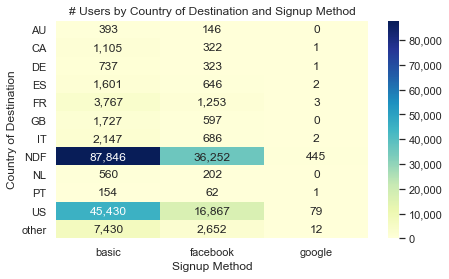 # Users by Country of Destination and Signup Method
Country of Destination
AU 393 146 0
CA 1,105 322 1
DE 737 323 1
ES 1,601 646 2
FR 3,767 1,253 3
GB 1,727 597 0
IT 2,147 686 2
NDF 87,846 36,252 445
NL 560 202 0
PT 154 62 1
US 45,430 16,867 79
other 7,430 2,652 12
basic facebook google
Signup Method
80,000
70,000
60,000
50,000
40,000
30,000
20,000
10,000
0